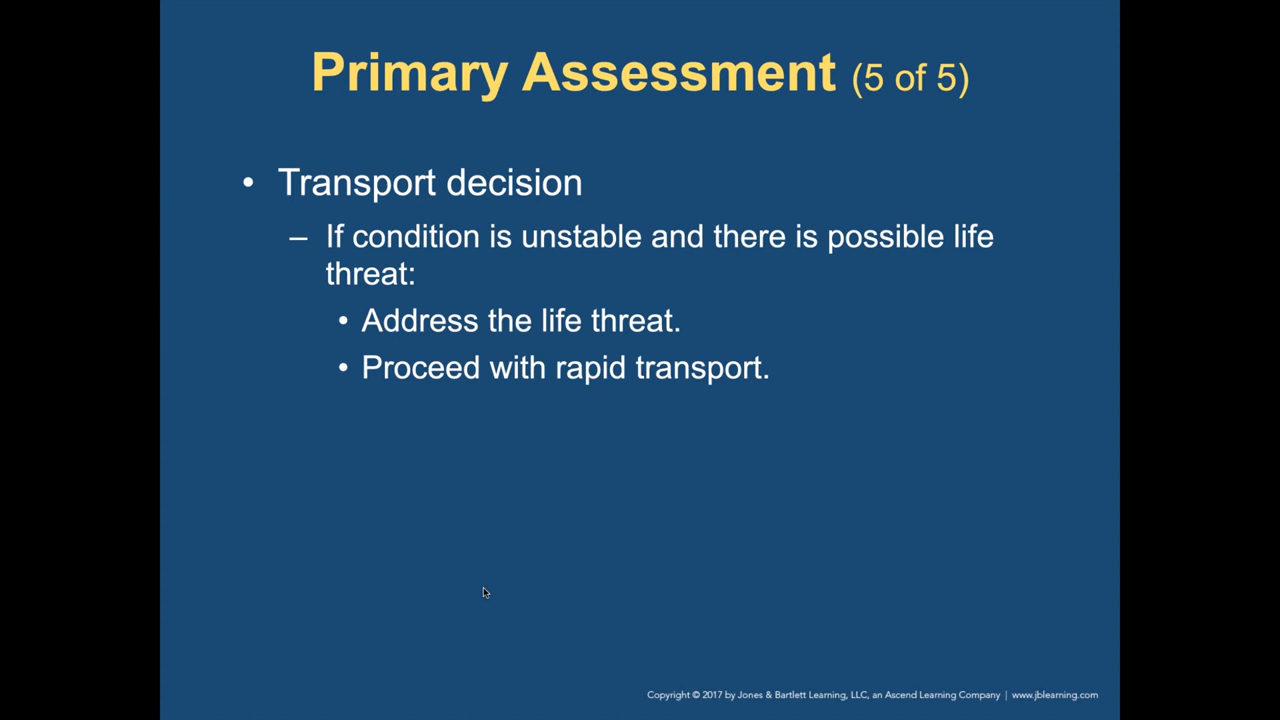 Primary Assessment (5 of 5)
• Transport decision
– If condition is unstable and there is possible life
threat:
• Address the life threat.
• Proceed with rapid transport.
Copyright © 2017 by Jones & Bartlett Learning, LLC, an Ascend Learning Company | www.jblearning.com